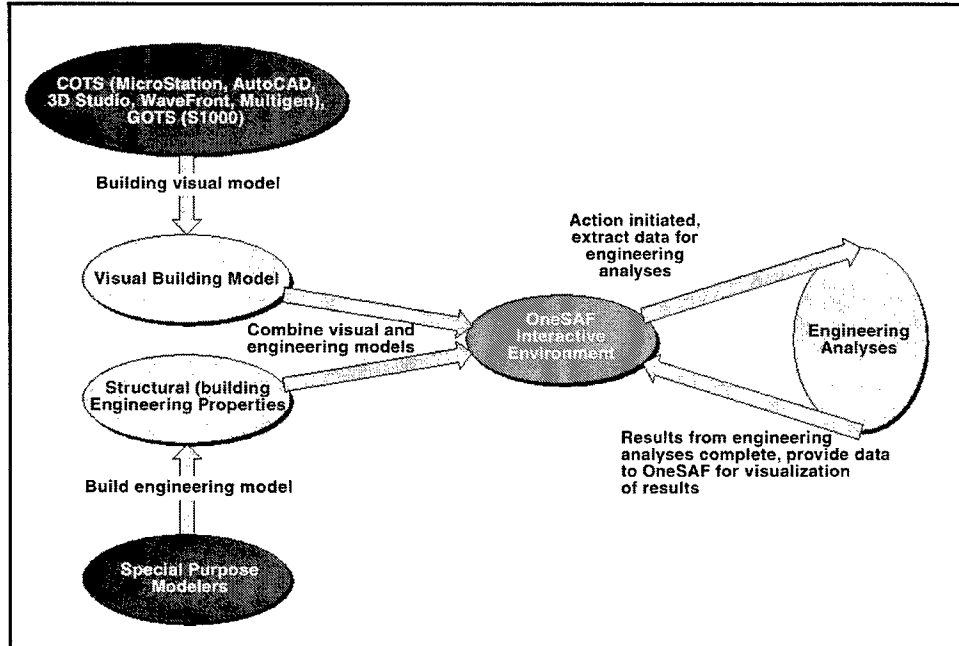 COTS (MicroStation, AutoCAD,
3D Studio, WaveFront, Multigen),
GOTS (S1000)
Building visual model
Visual Building Model
Combine visual and
engineering models
Structural (building
Engineering Properties
Build engineering model
Special Purpose
Modelers
OneSAF
Interactive
Environment
Action initiated,
extract data for
engineering
analyses
Engineering
Analyses
Results from engineering
analyses complete, provide data
to OneSAF for visualization
of results